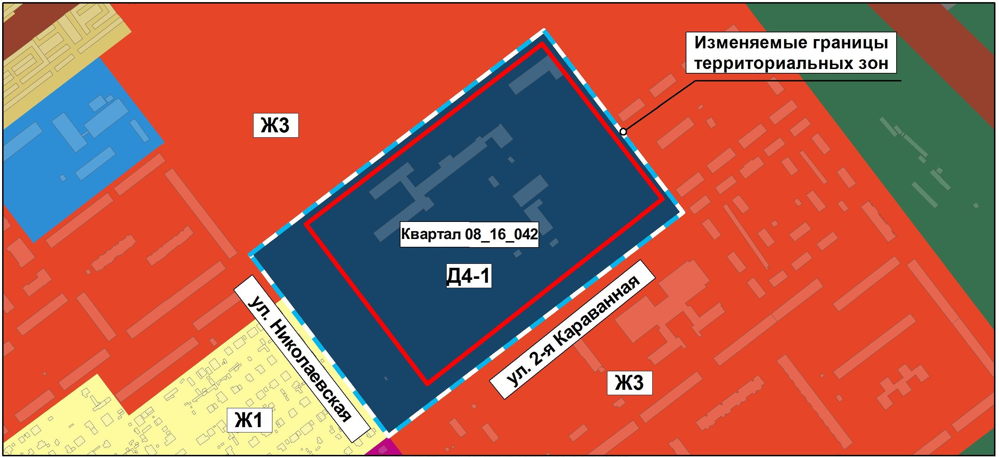 Изменяемые границы
территориальных зон
Ж3
Квартал 08_16_042
Д4-1
ул. Николаевская
ул. 2-я Караванная
Ж3
Ж1